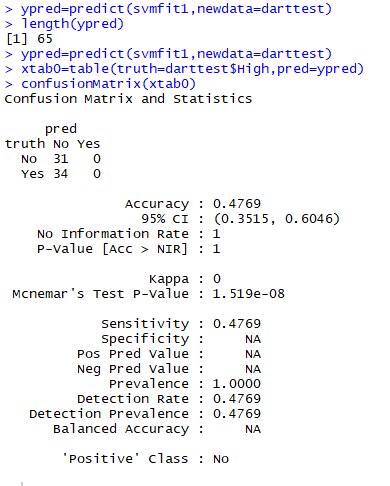 > ypred=predict(svmfit1,newdata=darttest)
> length(ypred)
[1] 65
> ypred=predict(svmfit1,newdata=darttest)
> xtab0=table(truth=darttest$High,pred=ypred)
> confusionMatrix(xtab0)
Confusion Matrix and Statistics
pred
truth No Yes
No 31 0
Yes 34 0
Accuracy : 0.4769
95% CI : (0.3515, 0.6046)
No Information Rate : 1
P-Value [Acc > NIR] : 1
Kappa : 0
Mcnemar's Test P-Value : 1.519e-08
Sensitivity : 0.4769
Specificity : NA
Pos Pred Value : NA
Neg Pred Value : NA
Prevalence : 1.0000
Detection Rate : 0.4769
Detection Prevalence : 0.4769
Balanced Accuracy : NA
'Positive' Class : No